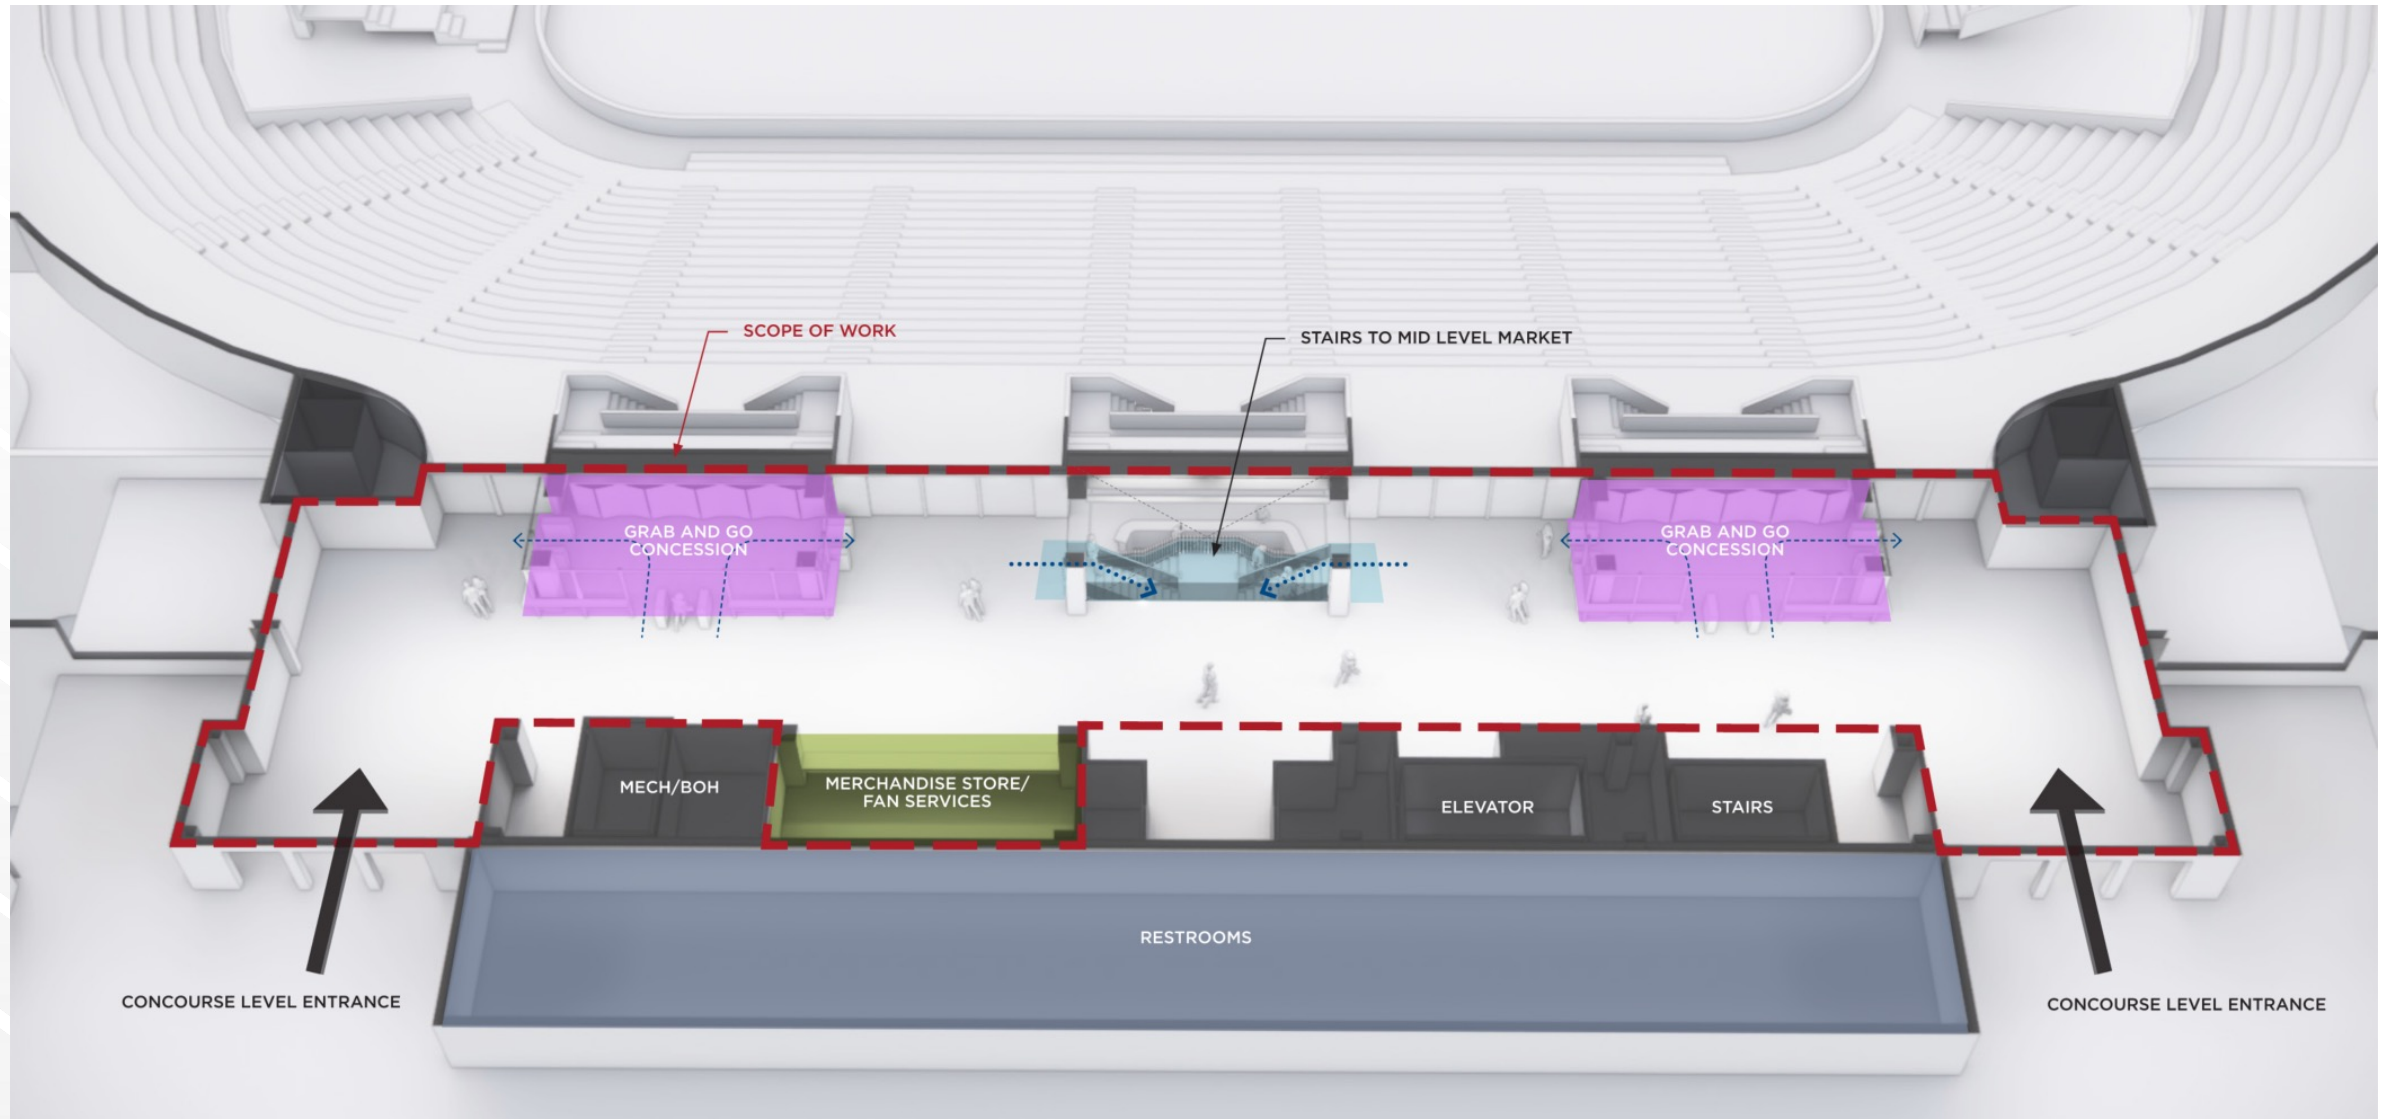 SCOPE OF WORK
STAIRS TO MID LEVEL MARKET
GRAB AND GO
CONCESSION
GRAB AND GO
CONCESSION
MECH/BOH
MERCHANDISE STORE/
FAN SERVICES
ELEVATOR
STAIRS
RESTROOMS
CONCOURSE LEVEL ENTRANCE
CONCOURSE LEVEL ENTRANCE